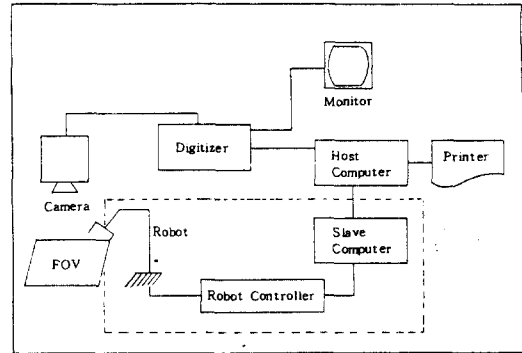 Monitor
Digitizer
Host
Computer
Printer
Camera
Robot
Slave
Computer
FOV
Robot Controller